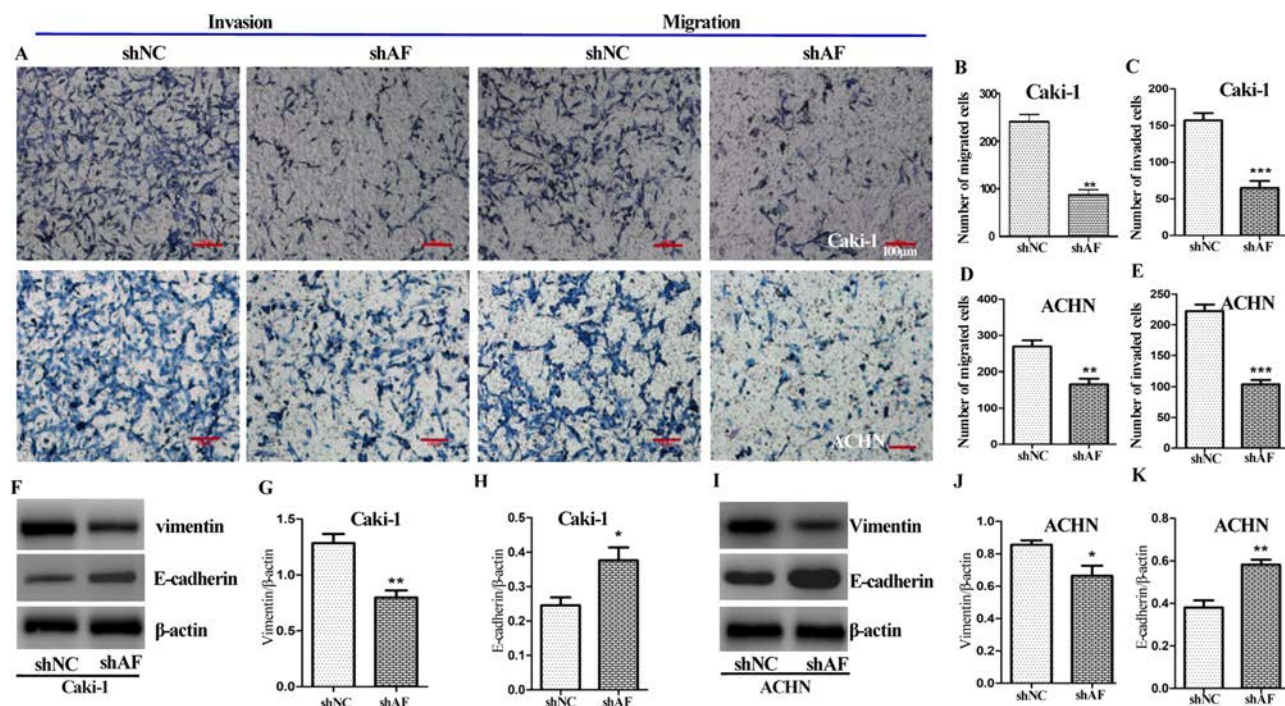 Invasion Migration
A shNC shAF shNC shAF
Caki-1
100μm
ACHN
B
Caki-1
Number of migrated cells
300
200
100
0
shNC shAF
**
C
Caki-1
Number of invaded cells
200
150
100
50
0
shNC shAF
***
D
ACHN
Number of migrated cells
400
300
200
100
0
shNC shAF
**
E
ACHN
Number of invaded cells
250
200
150
100
50
0
shNC shAF
***
F
vimentin
E-cadherin
β-actin
shNC shAF
Caki-1
G
Caki-1
Vimentin/β-actin
1.5
1.0
0.5
0.0
shNC shAF
**
H
Caki-1
E-cadherin/β-actin
0.5
0.4
0.3
0.2
0.1
0.0
shNC shAF
*
I
Vimentin
E-cadherin
β-actin
shNC shAF
ACHN
J
ACHN
Vimentin/β-actin
1.0
0.8
0.6
0.4
0.2
0.0
shNC shAF
*
K
ACHN
E-cadherin/β-actin
0.8
0.6
0.4
0.2
0.0
shNC shAF
**